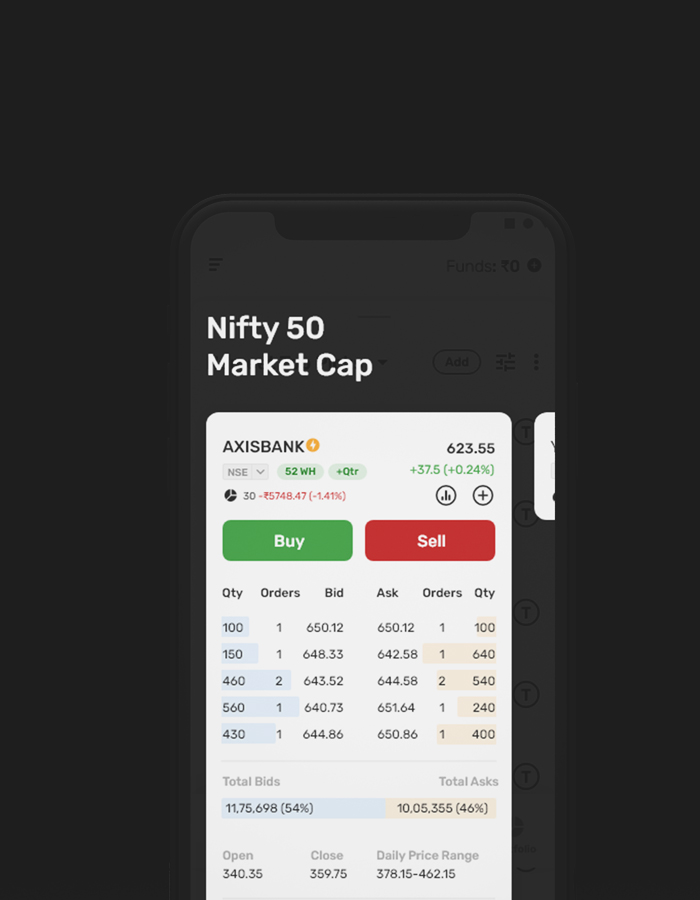 Funds: ₹0
Nifty 50
Market Cap
Add
AXISBANK 623.55
NSE 52 WH +Qtr +37.5 (+0.24%)
30 -₹5748.47 (-1.41%)
Buy Sell
Qty Orders Bid Ask Orders Qty
100 1 650.12 650.12 1 100
150 1 648.33 642.58 1 640
460 2 643.52 644.58 2 540
560 1 640.73 651.64 1 240
430 1 644.86 650.86 1 400
Total Bids Total Asks
11,75,698 (54%) 10,05,355 (46%)
Open Close Daily Price Range
340.35 359.75 378.15-462.15
T
T
T
T
T